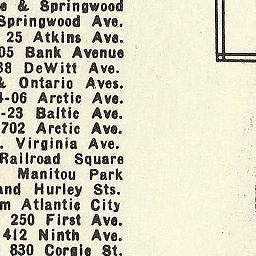 e & Springwood
Springwood Ave.
25 Atkins Ave.
05 Bank Avenue
38 DeWitt Ave.
& Ontario Aves.
4-06 Arctic Ave.
-23 Baltic Ave.
702 Arctic Ave.
. Virginia Ave.
Railroad Square
Manitou Park
and Hurley Sts.
m Atlantic City
250 First Ave.
412 Ninth Ave.
830 Corgie St.